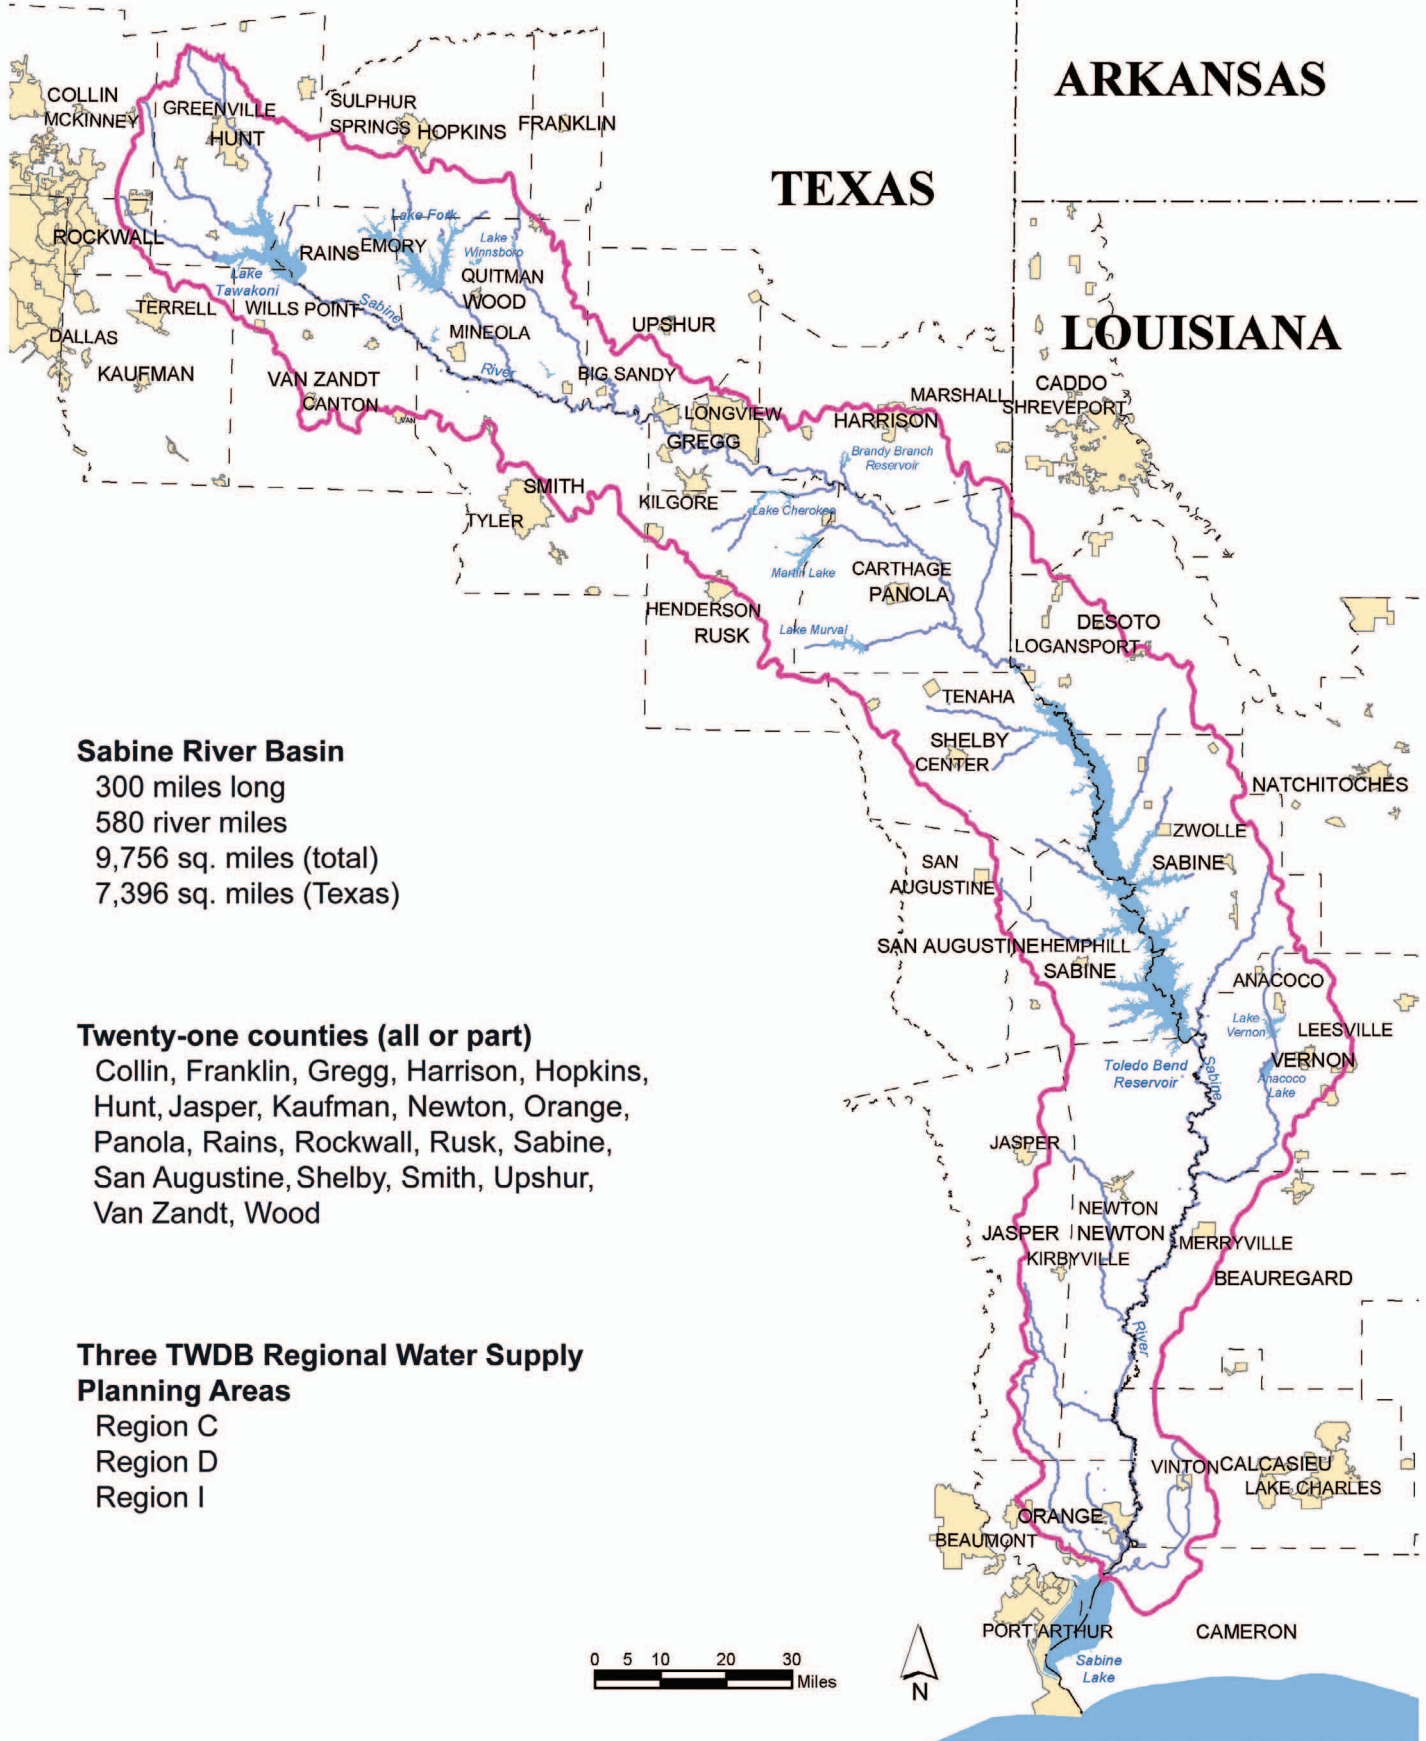 ARKANSAS
COLLIN
MCKINNEY
GREENVILLE
HUNT
SULPHUR
SPRINGS
HOPKINS
FRANKLIN
TEXAS
ROCKWALL
RAINS
EMORY
Lake Fork
Lake
Winnsboro
QUITMAN
WOOD
Lake
Tawakoni
TERRELL
WILLS POINT
Sabine
MINEOLA
UPSHUR
LOUISIANA
DALLAS
KAUFMAN
VAN ZANDT
CANTON
VAN
River
BIG SANDY
LONGVIEW
GREGG
HARRISON
MARSHALL
CADDO
SHREVEPORT
Brandy Branch
Reservoir
SMITH
TYLER
KILGORE
Lake Cherokee
Martin Lake
CARTHAGE
PANOLA
HENDERSON
RUSK
Lake Murval
DESOTO
LOGANSPORT
TENAHA
SHELBY
CENTER
NATCHITOCHES
Sabine River Basin
300 miles long
580 river miles
9,756 sq. miles (total)
7,396 sq. miles (Texas)
ZWOLLE
SABINE
SAN
AUGUSTINE
SAN AUGUSTINE
HEMPHILL
SABINE
ANACOCO
Lake
Vernon
LEESVILLE
VERNON
Anacoco
Lake
Toledo Bend
Reservoir
Sabine
Twenty-one counties (all or part)
Collin, Franklin, Gregg, Harrison, Hopkins,
Hunt, Jasper, Kaufman, Newton, Orange,
Panola, Rains, Rockwall, Rusk, Sabine,
San Augustine, Shelby, Smith, Upshur,
Van Zandt, Wood
JASPER
NEWTON
JASPER
NEWTON
KIRBYVILLE
MERRYVILLE
BEAUREGARD
River
Three TWDB Regional Water Supply
Planning Areas
Region C
Region D
Region I
VINTON
CALCASIEU
LAKE CHARLES
ORANGE
BEAUMONT
PORT ARTHUR
CAMERON
Sabine
Lake
0 5 10 20 30
Miles
N